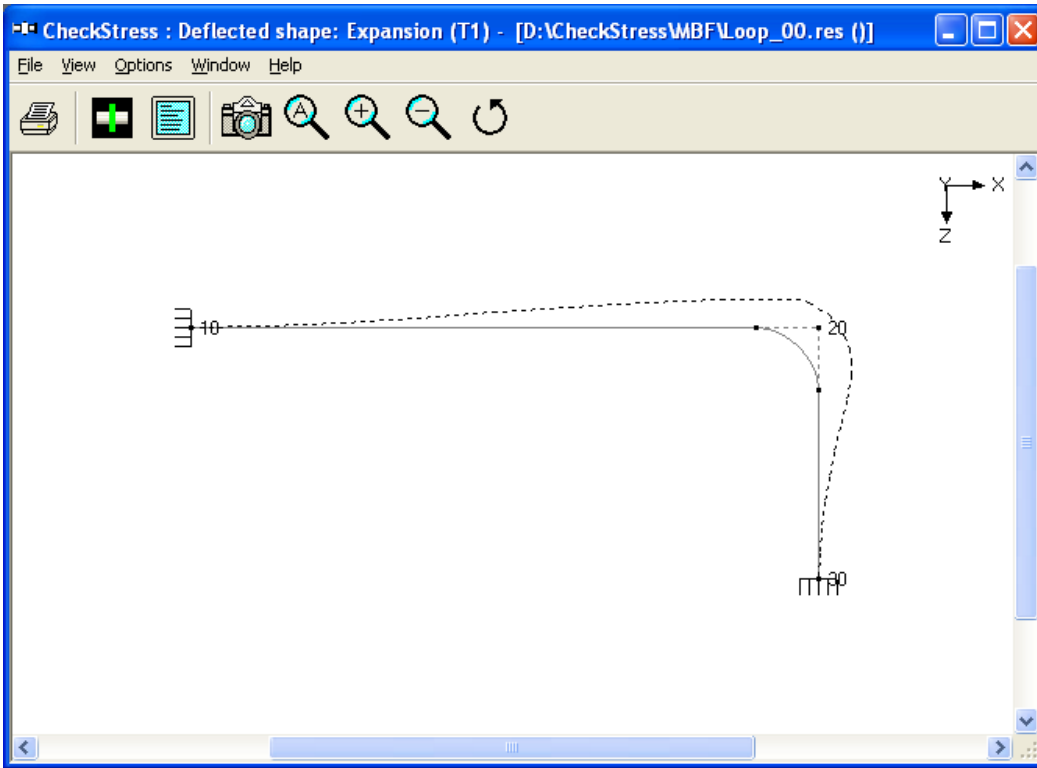 CheckStress : Deflected shape: Expansion (T1) - [D:\CheckStress\MBF\Loop_00.res ()]
File View Options Window Help
A
Y X
Z
10
20
30